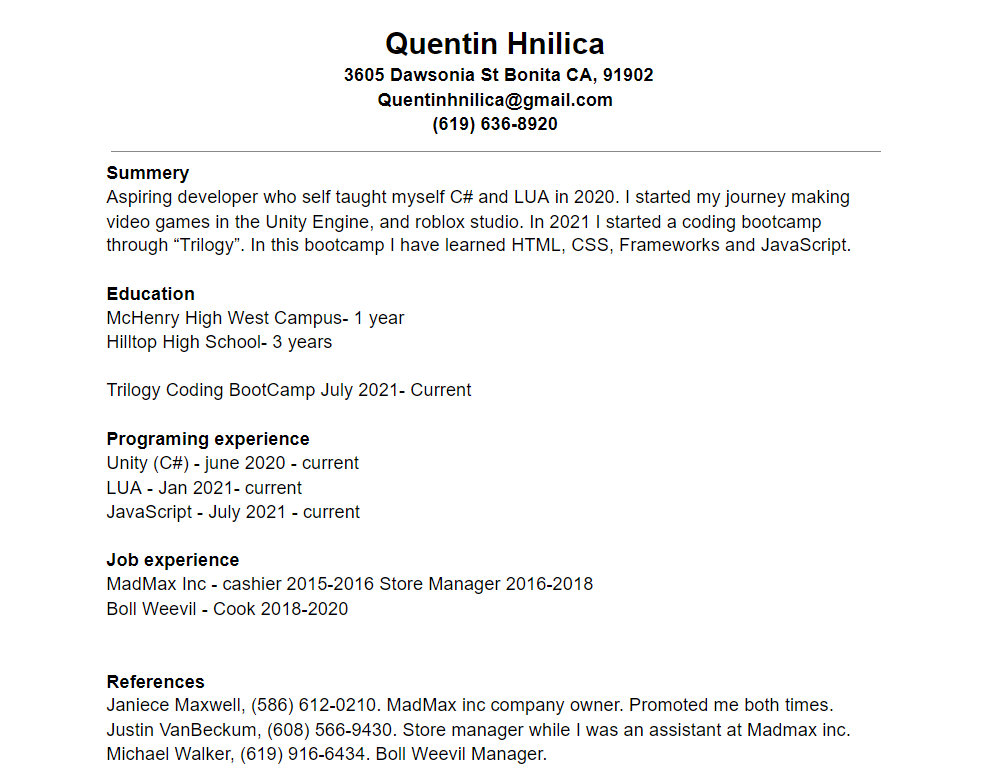 Quentin Hnilica
3605 Dawsonia St Bonita CA, 91902
Quentinhnilica@gmail.com
(619) 636-8920
Summery
Aspiring developer who self taught myself C# and LUA in 2020. I started my journey making
video games in the Unity Engine, and roblox studio. In 2021 I started a coding bootcamp
through “Trilogy”. In this bootcamp I have learned HTML, CSS, Frameworks and JavaScript.
Education
McHenry High West Campus- 1 year
Hilltop High School- 3 years
Trilogy Coding BootCamp July 2021- Current
Programing experience
Unity (C#) - june 2020 - current
LUA - Jan 2021- current
JavaScript - July 2021 - current
Job experience
MadMax Inc - cashier 2015-2016 Store Manager 2016-2018
Boll Weevil - Cook 2018-2020
References
Janiece Maxwell, (586) 612-0210. MadMax inc company owner. Promoted me both times.
Justin VanBeckum, (608) 566-9430. Store manager while I was an assistant at Madmax inc.
Michael Walker, (619) 916-6434. Boll Weevil Manager.